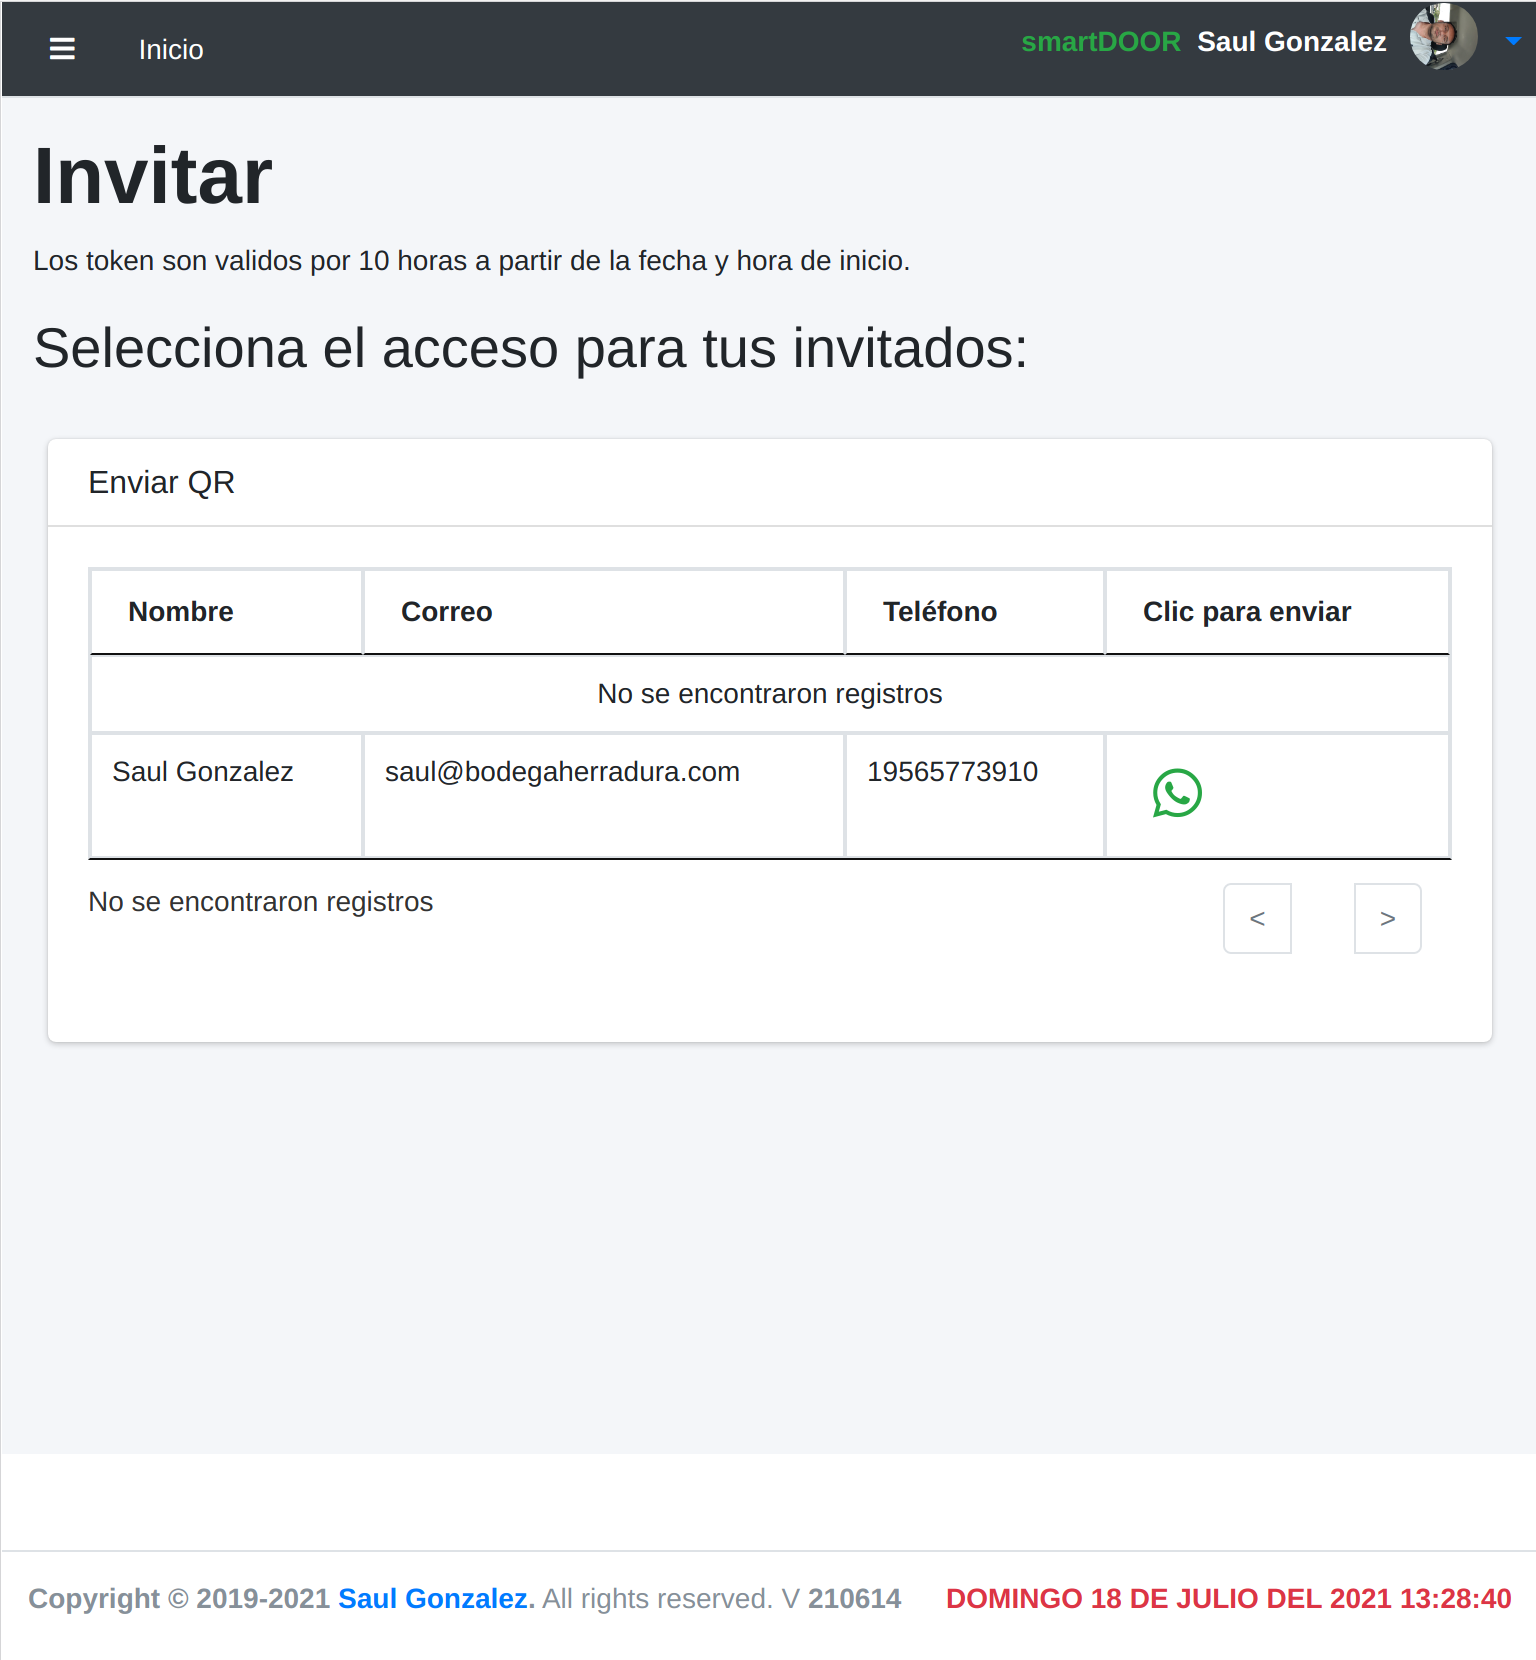 Inicio
smartDOOR Saul Gonzalez
Invitar
Los token son validos por 10 horas a partir de la fecha y hora de inicio.
Selecciona el acceso para tus invitados:
Enviar QR
Nombre Correo Teléfono Clic para enviar
No se encontraron registros
Saul Gonzalez saul@bodegaherradura.com 19565773910
No se encontraron registros
< >
Copyright © 2019-2021 Saul Gonzalez. All rights reserved. V 210614 DOMINGO 18 DE JULIO DEL 2021 13:28:40